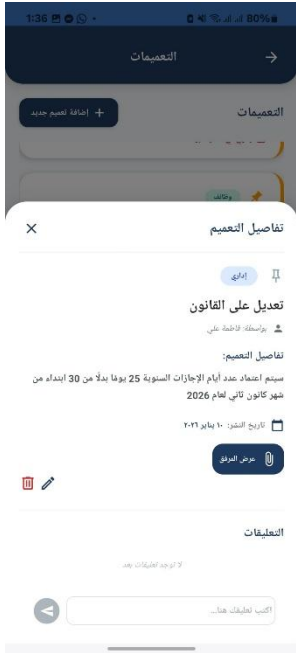 1:36
80%
التعميمات
التعميمات
+ إضافة تعميم جديد
وظائف
تفاصيل التعميم
إداري
تعديل على القانون
بواسطة: فاطمة علي
تفاصيل التعميم:
سيتم اعتماد عدد أيام الإجازات السنوية 25 يومًا بدلًا من 30 ابتداء من
شهر كانون ثاني لعام 2026
تاريخ النشر: ١٠ يناير ٢٠٢٦
عرض المرفق
التعليقات
لا توجد تعليقات بعد
اكتب تعليقك هنا...